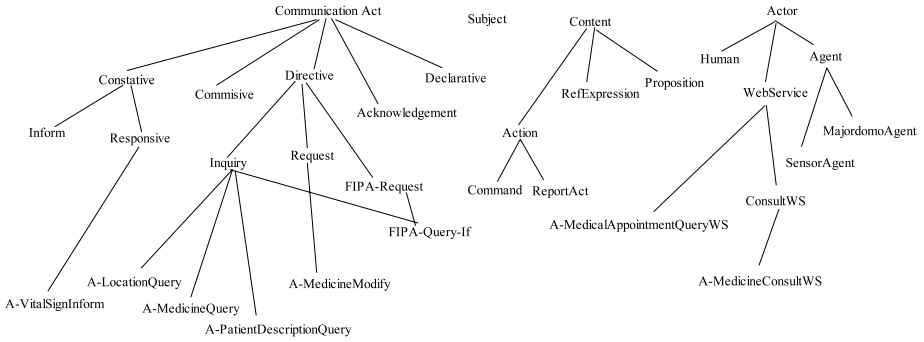 Communication Act
Subject
Content
Actor
Constative
Commisive
Directive
Declarative
Acknowledgement
RefExpression
Proposition
Human
WebService
Agent
Inform
Responsive
Inquiry
Request
FIPA-Request
FIPA-Query-If
Action
Command
ReportAct
SensorAgent
MajordomoAgent
ConsultWS
A-MedicalAppointmentQueryWS
A-MedicineConsultWS
A-VitalSignInform
A-LocationQuery
A-MedicineQuery
A-PatientDescriptionQuery
A-MedicineModify